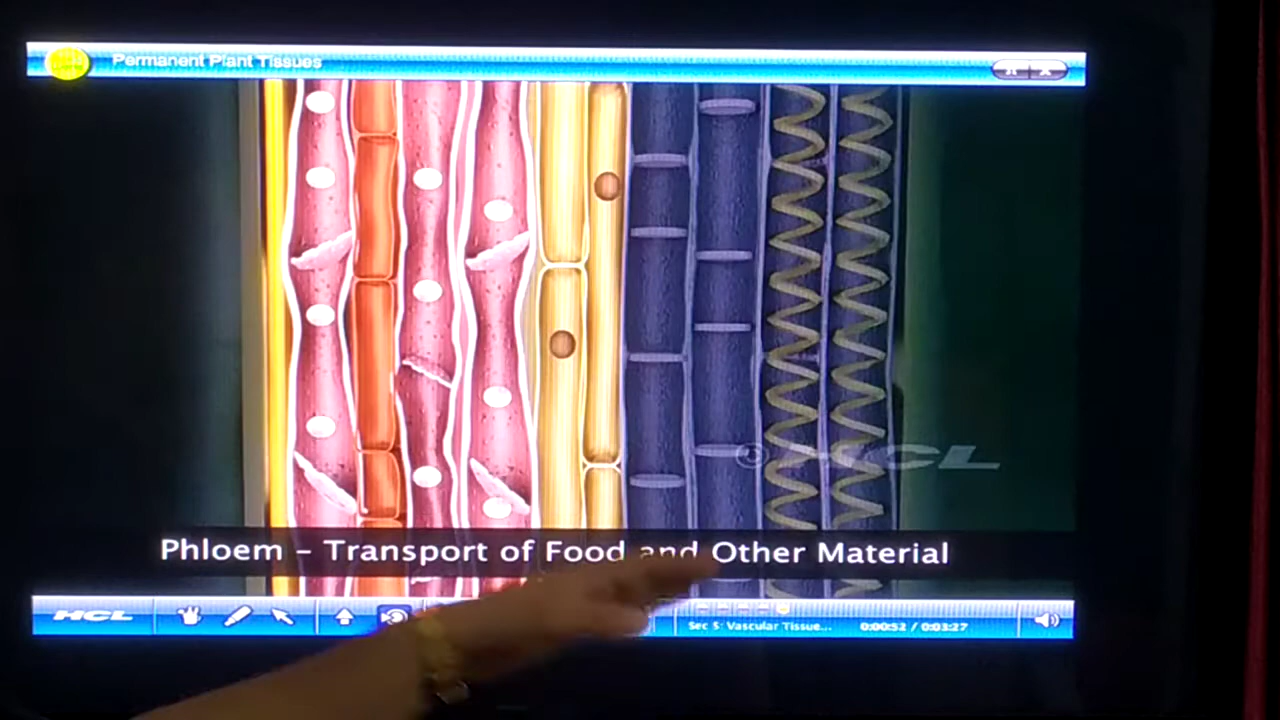 Permanent Plant Tissues
HCL
Phloem – Transport of Food and Other Material
HCL
Sec 5: Vascular Tissue... 0:00:52 / 0:03:27